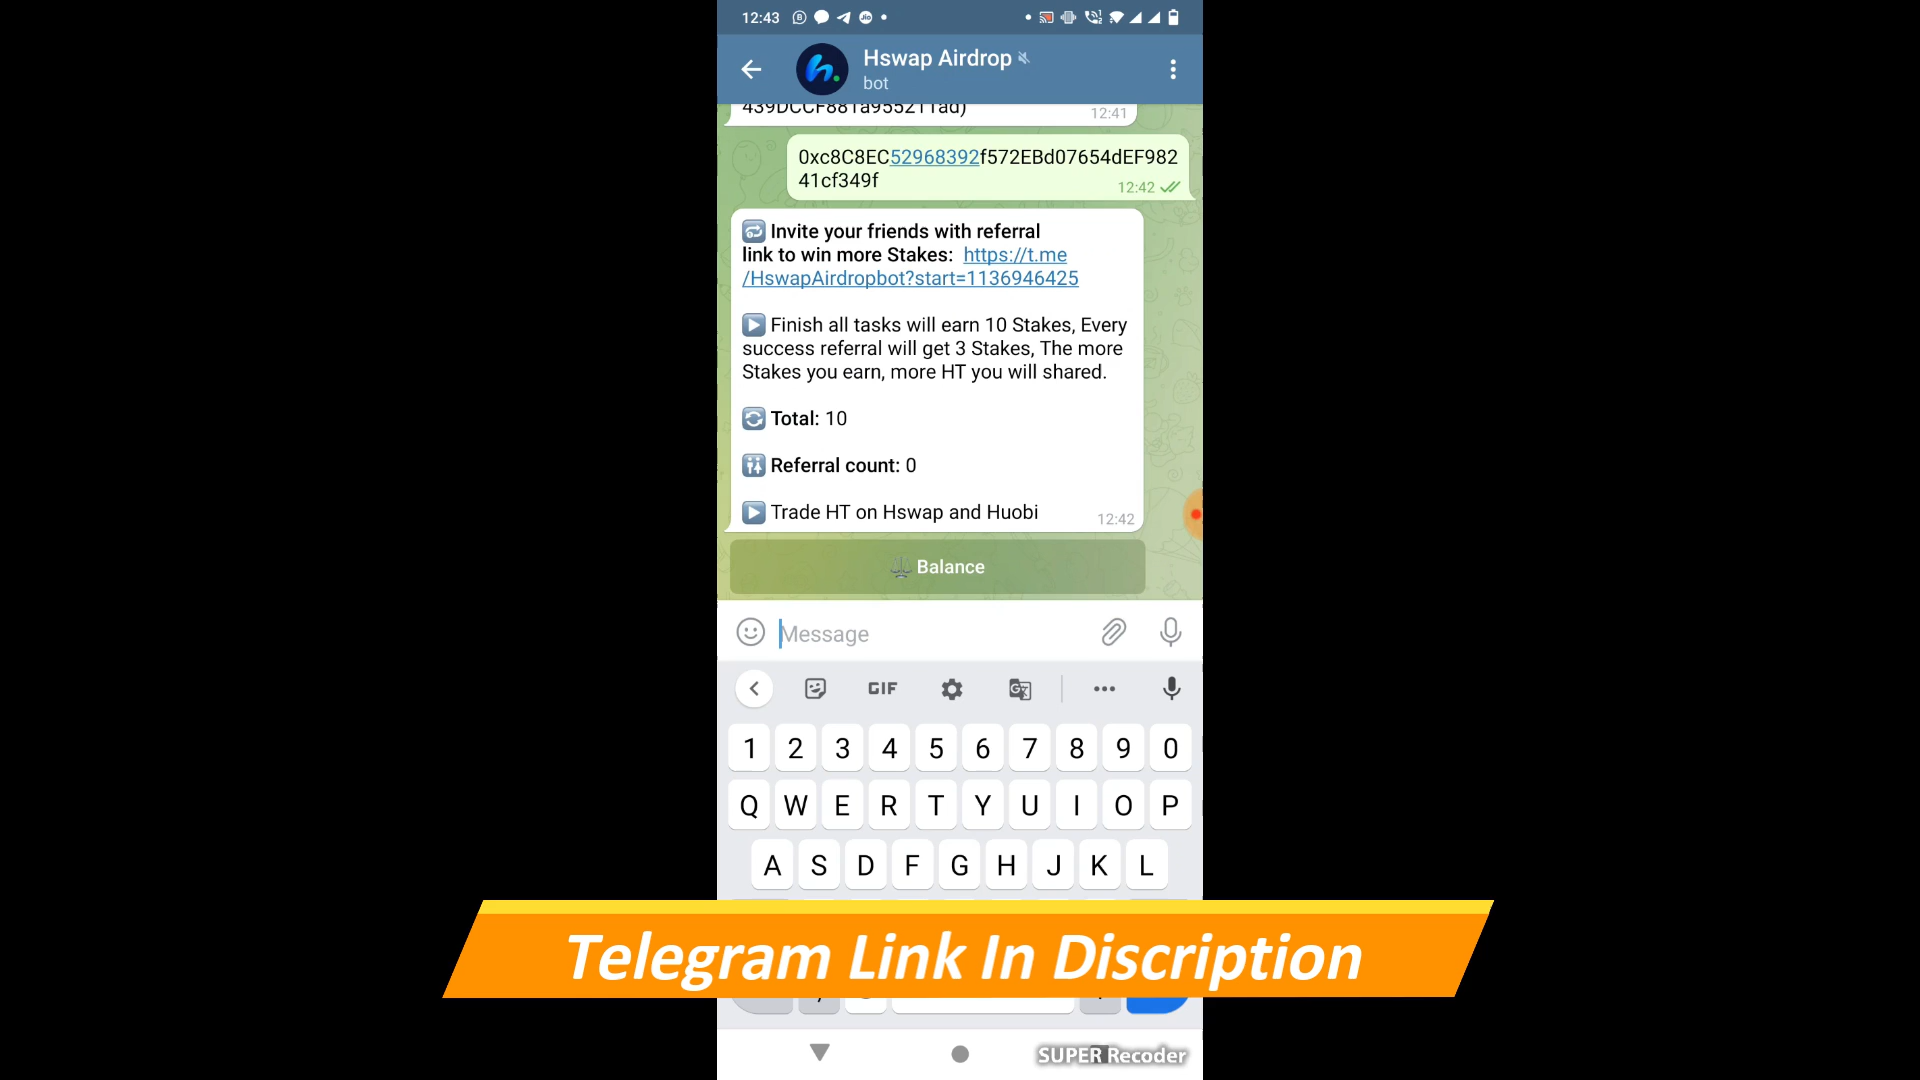 12:43
Hswap Airdrop
bot
439DCCF881a955211ad)
12:41
0xc8C8EC52968392f572EBd07654dEF982
41cf349f
12:42
Invite your friends with referral
link to win more Stakes: https://t.me
/HswapAirdropbot?start=1136946425
Finish all tasks will earn 10 Stakes, Every
success referral will get 3 Stakes, The more
Stakes you earn, more HT you will shared.
Total: 10
Referral count: 0
Trade HT on Hswap and Huobi
12:42
Balance
Message
GIF
1 2 3 4 5 6 7 8 9 0
Q W E R T Y U I O P
A S D F G H J K L
Telegram Link In Discription
SUPER Recoder